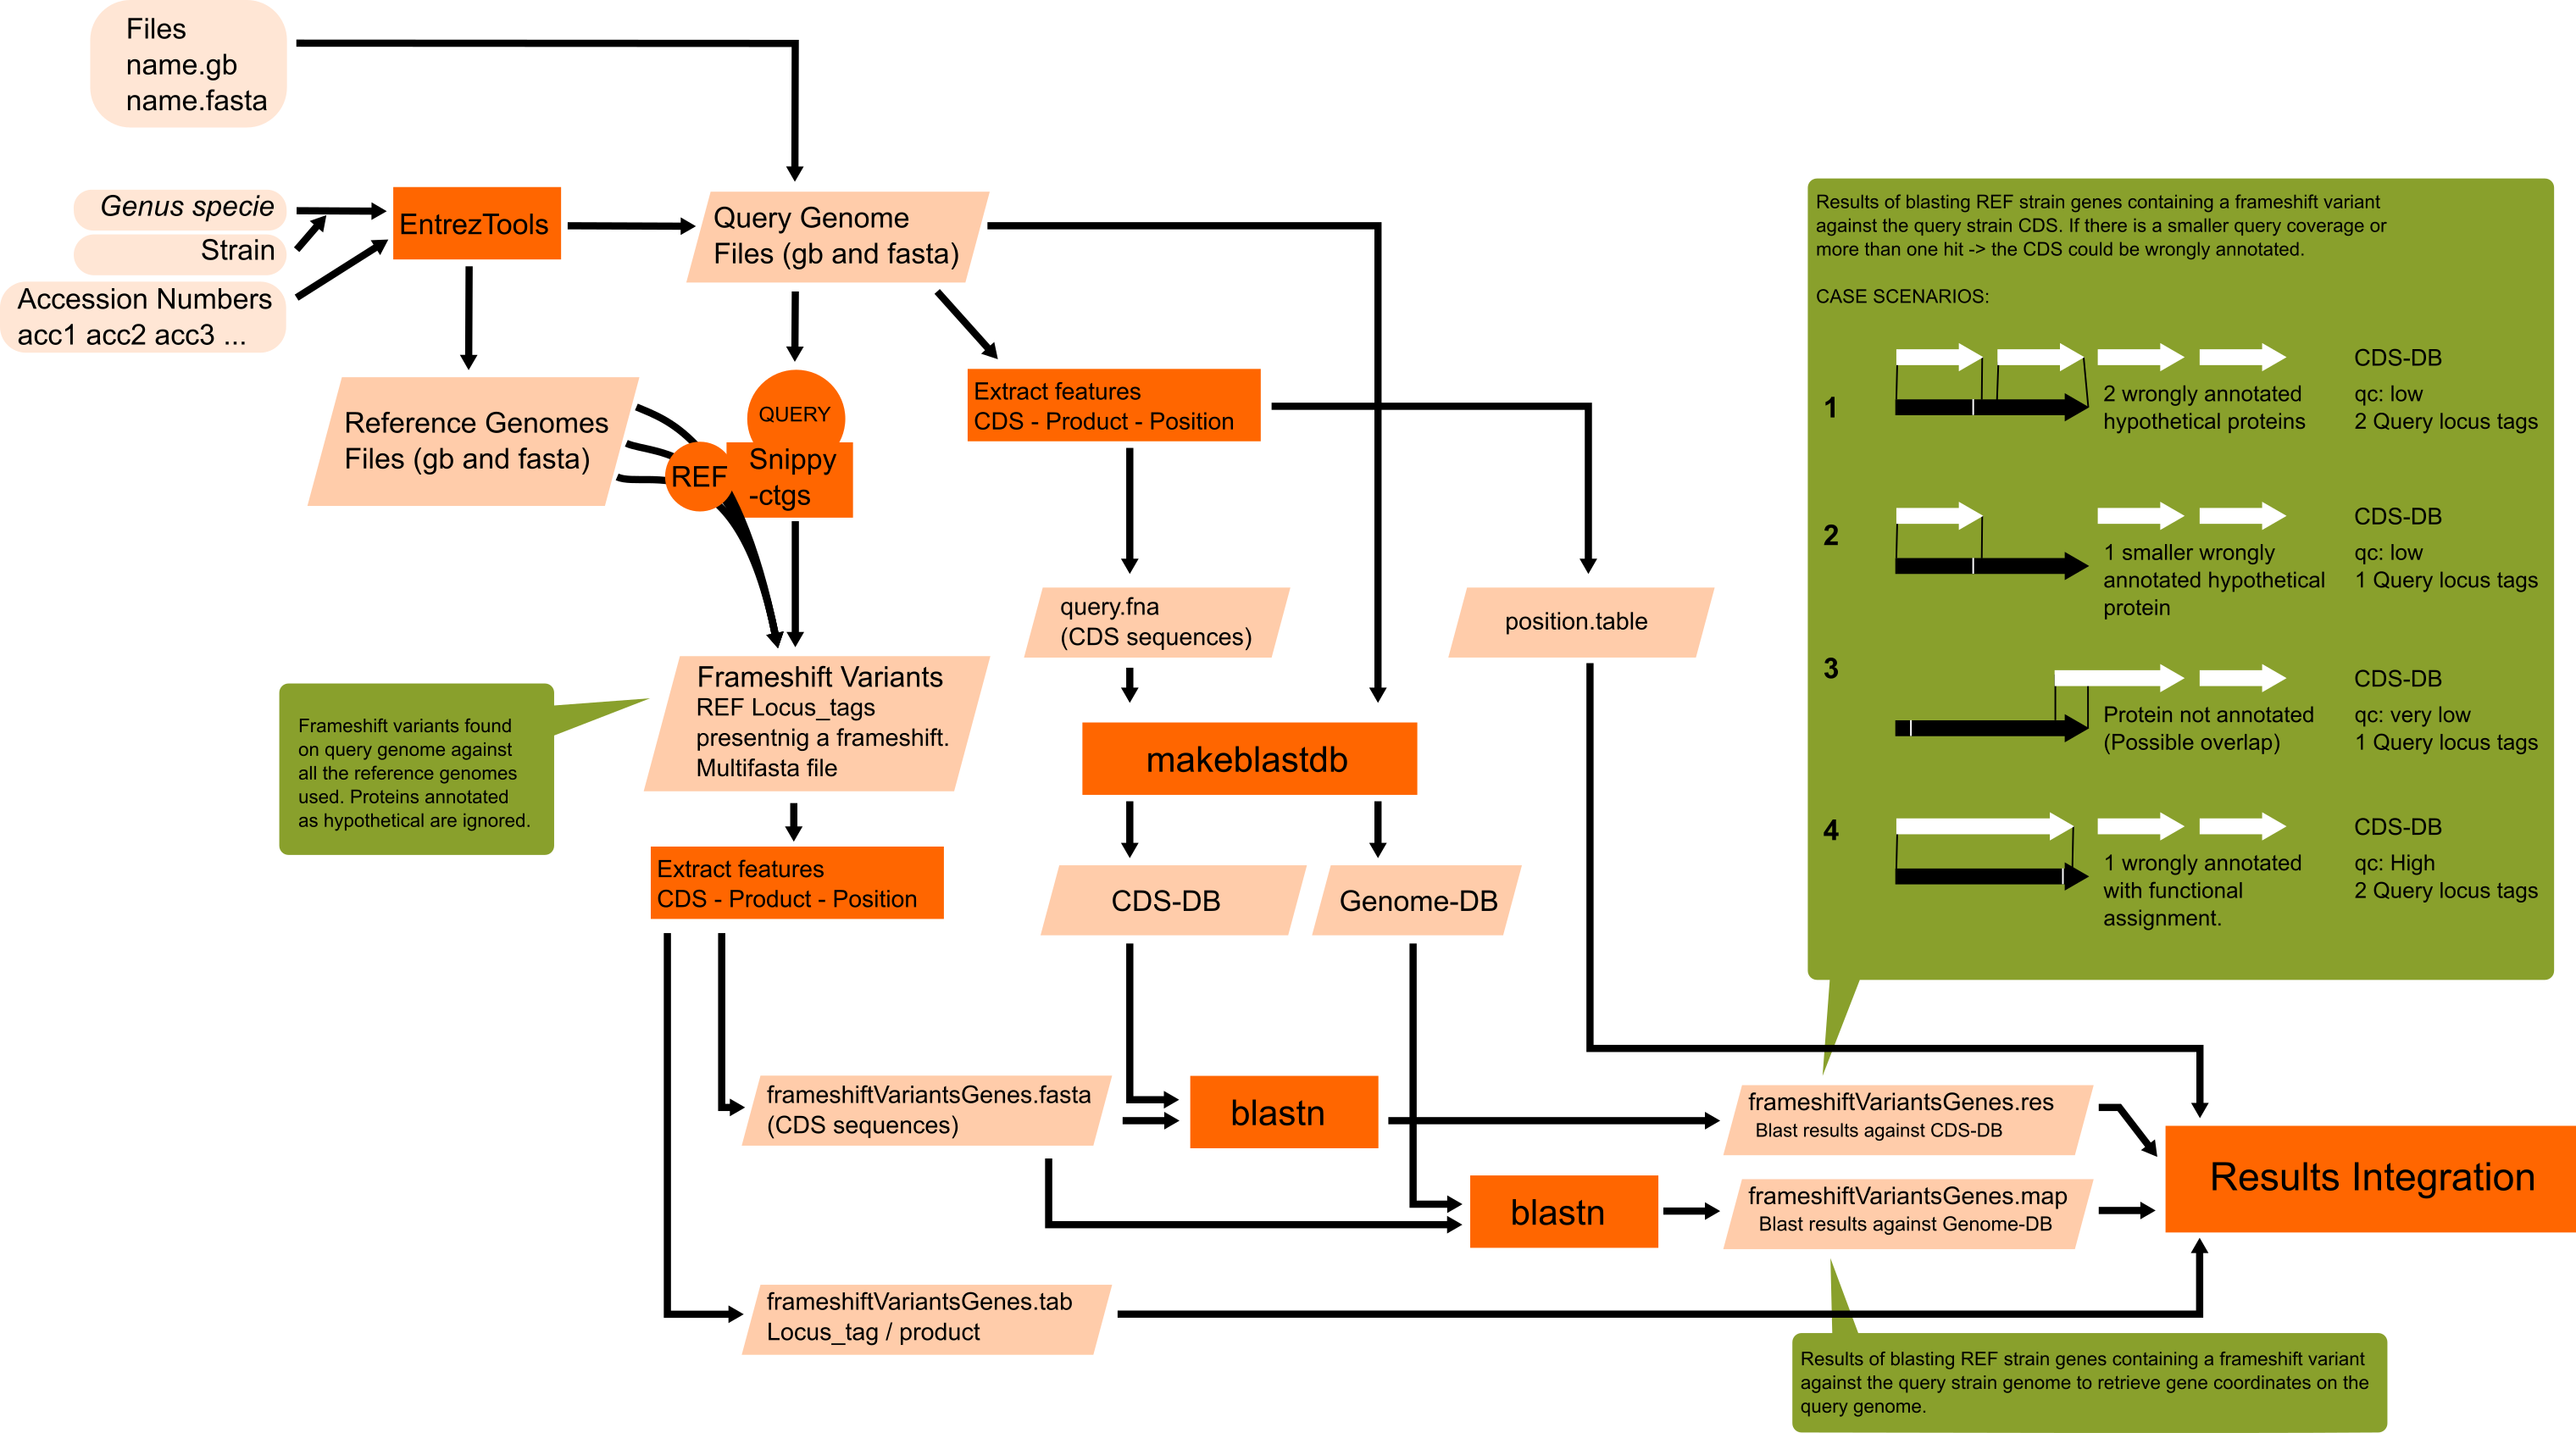 Files
name.gb
name.fasta
Genus specie
Strain
Accession Numbers
acc1 acc2 acc3 ...
EntrezTools
Query Genome
Files (gb and fasta)
Reference Genomes
Files (gb and fasta)
QUERY
REF
Snippy
-ctgs
Extract features
CDS - Product - Position
query.fna
(CDS sequences)
position.table
Frameshift Variants
REF Locus_tags
presentnig a frameshift.
Multifasta file
Frameshift variants found
on query genome against
all the reference genomes
used. Proteins annotated
as hypothetical are ignored.
makeblastdb
Extract features
CDS - Product - Position
CDS-DB
Genome-DB
frameshiftVariantsGenes.fasta
(CDS sequences)
blastn
blastn
frameshiftVariantsGenes.res
Blast results against CDS-DB
frameshiftVariantsGenes.map
Blast results against Genome-DB
Results Integration
frameshiftVariantsGenes.tab
Locus_tag / product
Results of blasting REF strain genes containing a frameshift variant
against the query strain CDS. If there is a smaller query coverage or
more than one hit -> the CDS could be wrongly annotated.
CASE SCENARIOS:
1
2 wrongly annotated
hypothetical proteins
CDS-DB
qc: low
2 Query locus tags
2
1 smaller wrongly
annotated hypothetical
protein
CDS-DB
qc: low
1 Query locus tags
3
Protein not annotated
(Possible overlap)
CDS-DB
qc: very low
1 Query locus tags
4
1 wrongly annotated
with functional
assignment.
CDS-DB
qc: High
2 Query locus tags
Results of blasting REF strain genes containing a frameshift variant
against the query strain genome to retrieve gene coordinates on the
query genome.